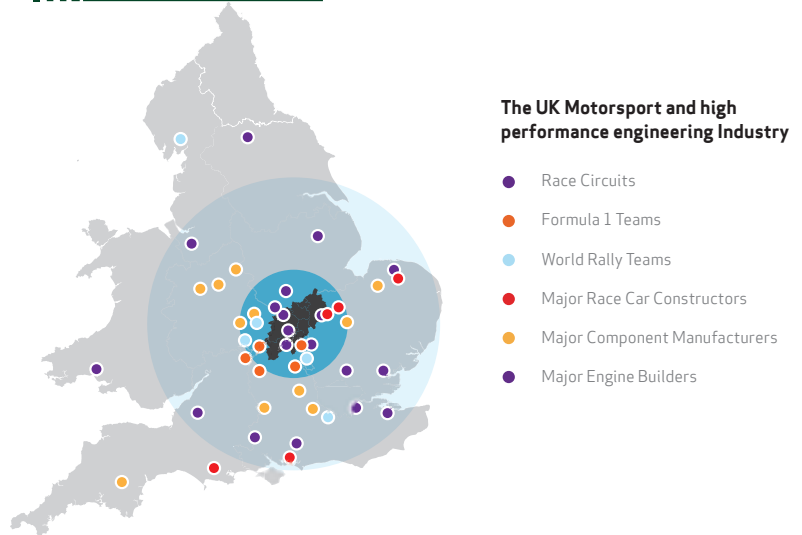 The UK Motorsport and high
performance engineering Industry
Race Circuits
Formula 1 Teams
World Rally Teams
Major Race Car Constructors
Major Component Manufacturers
Major Engine Builders